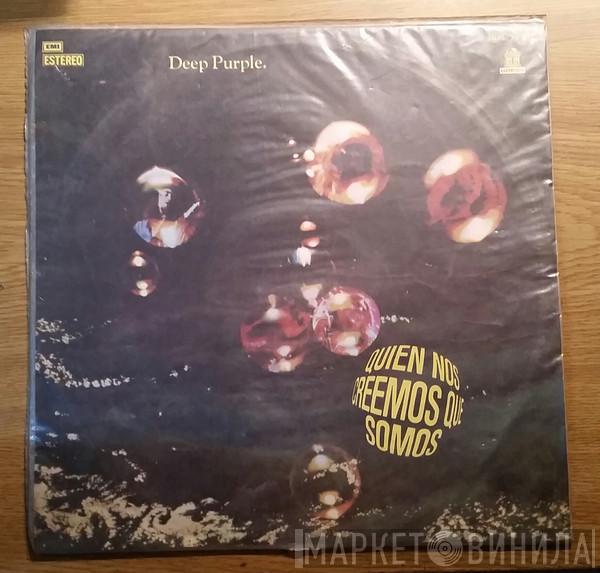 EMI
ESTEREO
Deep Purple.
QUIEN NOS
CREEMOS QUE
SOMOS
МАРКЕТ ВИНИЛА